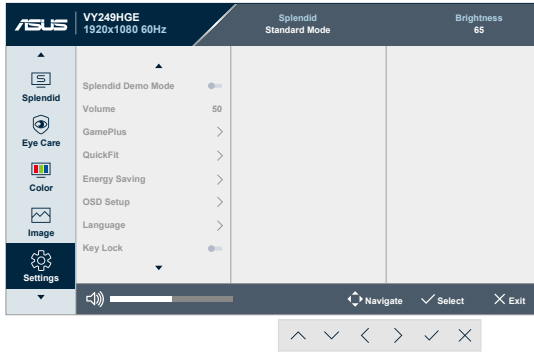 ASUS
VY249HGE
1920x1080 60Hz
Splendid
Standard Mode
Brightness
65
Splendid
Eye Care
Color
Image
Settings
Splendid Demo Mode
Volume 50
GamePlus
QuickFit
Energy Saving
OSD Setup
Language
Key Lock
Navigate
Select
Exit